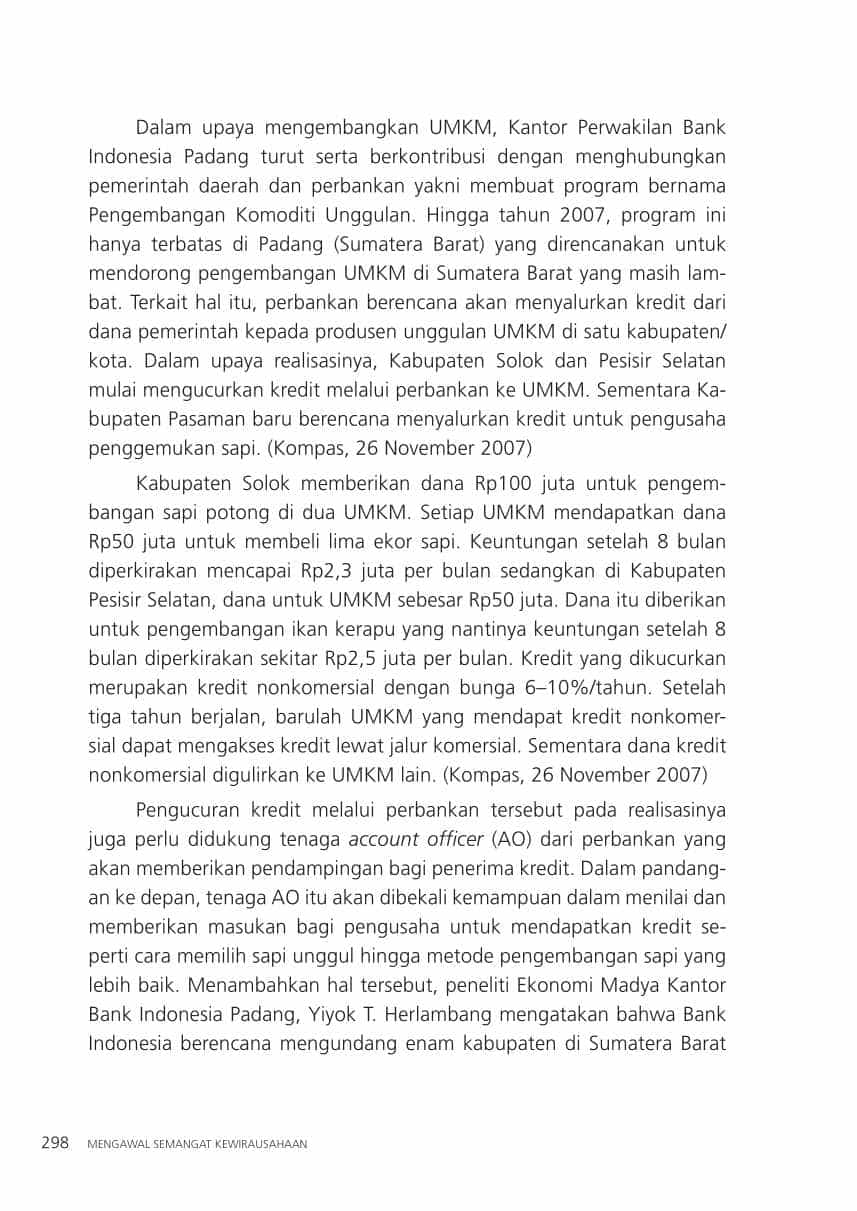 Dalam upaya mengembangkan UMKM, Kantor Perwakilan Bank
Indonesia Padang turut serta berkontribusi dengan menghubungkan
pemerintah daerah dan perbankan yakni membuat program bernama
Pengembangan Komoditi Unggulan. Hingga tahun 2007, program ini
hanya terbatas di Padang (Sumatera Barat) yang direncanakan untuk
mendorong pengembangan UMKM di Sumatera Barat yang masih lam-
bat. Terkait hal itu, perbankan berencana akan menyalurkan kredit dari
dana pemerintah kepada produsen unggulan UMKM di satu kabupaten/
kota. Dalam upaya realisasinya, Kabupaten Solok dan Pesisir Selatan
mulai mengucurkan kredit melalui perbankan ke UMKM. Sementara Ka-
bupaten Pasaman baru berencana menyalurkan kredit untuk pengusaha
penggemukan sapi. (Kompas, 26 November 2007)
Kabupaten Solok memberikan dana Rp100 juta untuk pengem-
bangan sapi potong di dua UMKM. Setiap UMKM mendapatkan dana
Rp50 juta untuk membeli lima ekor sapi. Keuntungan setelah 8 bulan
diperkirakan mencapai Rp2,3 juta per bulan sedangkan di Kabupaten
Pesisir Selatan, dana untuk UMKM sebesar Rp50 juta. Dana itu diberikan
untuk pengembangan ikan kerapu yang nantinya keuntungan setelah 8
bulan diperkirakan sekitar Rp2,5 juta per bulan. Kredit yang dikucurkan
merupakan kredit nonkomersial dengan bunga 6–10%/tahun. Setelah
tiga tahun berjalan, barulah UMKM yang mendapat kredit nonkomer-
sial dapat mengakses kredit lewat jalur komersial. Sementara dana kredit
nonkomersial digulirkan ke UMKM lain. (Kompas, 26 November 2007)
Pengucuran kredit melalui perbankan tersebut pada realisasinya
juga perlu didukung tenaga account officer (AO) dari perbankan yang
akan memberikan pendampingan bagi penerima kredit. Dalam pandang-
an ke depan, tenaga AO itu akan dibekali kemampuan dalam menilai dan
memberikan masukan bagi pengusaha untuk mendapatkan kredit se-
perti cara memilih sapi unggul hingga metode pengembangan sapi yang
lebih baik. Menambahkan hal tersebut, peneliti Ekonomi Madya Kantor
Bank Indonesia Padang, Yiyok T. Herlambang mengatakan bahwa Bank
Indonesia berencana mengundang enam kabupaten di Sumatera Barat
298 MENGAWAL SEMANGAT KEWIRAUSAHAAN